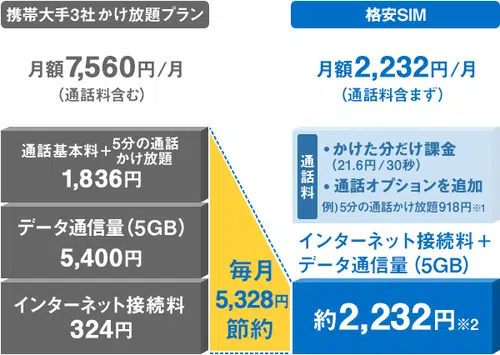 携帯大手3社 かけ放題プラン
月額7,560円/月
(通話料含む)
通話基本料+5分の通話
かけ放題
1,836円
データ通信量(5GB)
5,400円
インターネット接続料
324円
毎月
5,328円
節約
格安SIM
月額2,232円/月
(通話料含まず)
通話料
・かけた分だけ課金
(21.6円/30秒)
・通話オプションを追加
例)5分の通話かけ放題918円※1
インターネット接続料+
データ通信量(5GB)
約2,232円※2